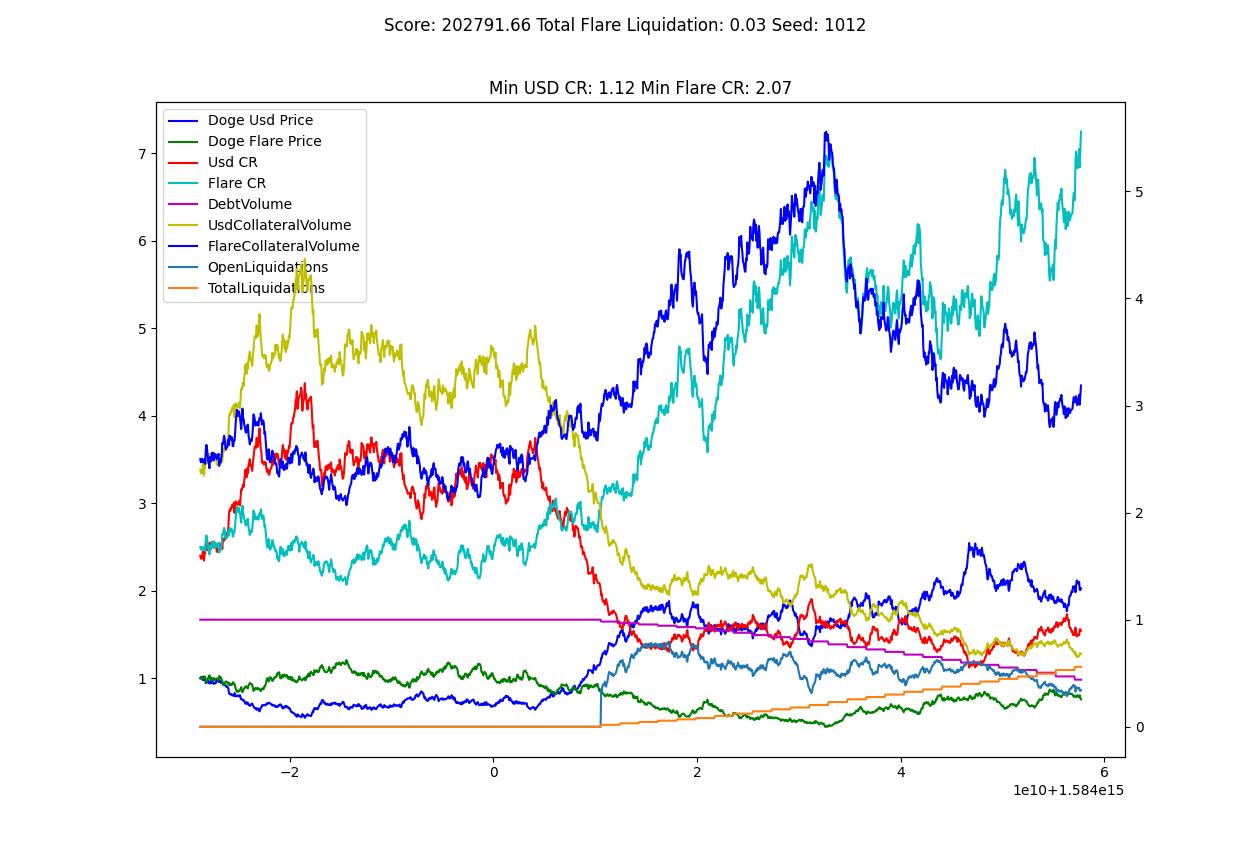 Score: 202791.66 Total Flare Liquidation: 0.03 Seed: 1012
Min USD CR: 1.12 Min Flare CR: 2.07
Doge Usd Price
Doge Flare Price
Usd CR
Flare CR
DebtVolume
UsdCollateralVolume
FlareCollateralVolume
OpenLiquidations
TotalLiquidations
7
6
5
4
3
2
1
5
4
3
2
1
0
−2
0
2
4
6
1e10+1.584e15